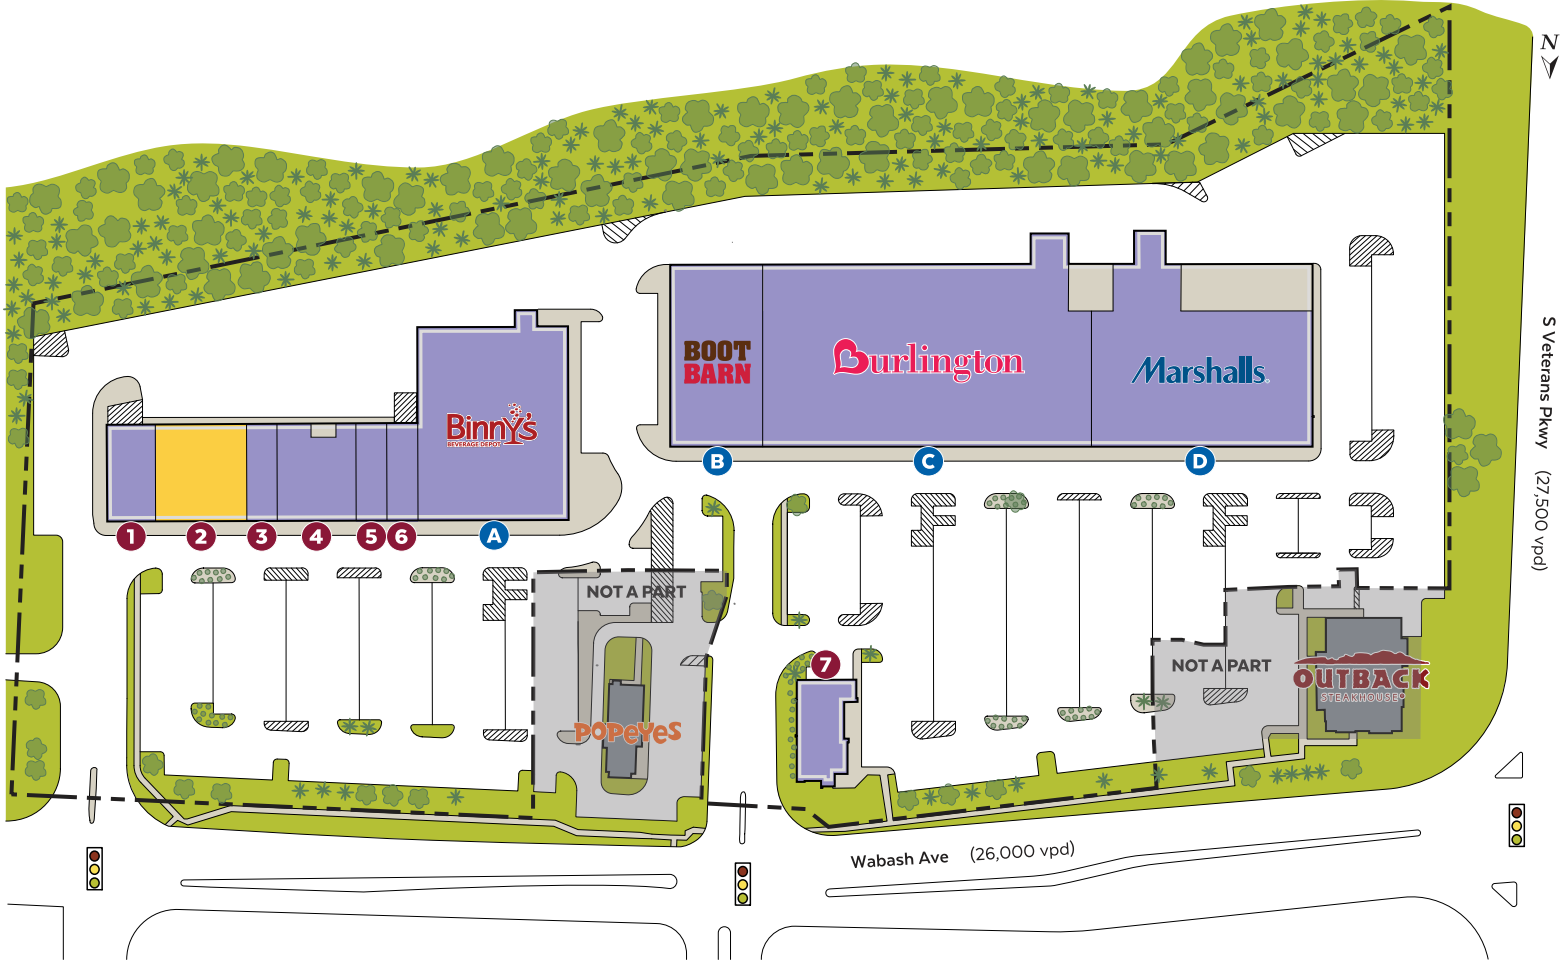 N
S Veterans Pkwy (27,500 vpd)
BOOT
BARN
Burlington
Marshalls
Binny's
BEVERAGE DEPOT
B
C
D
1
2
3
4
5
6
A
NOT A PART
7
NOT A PART
OUTBACK
STEAKHOUSE
POPEYES
Wabash Ave (26,000 vpd)